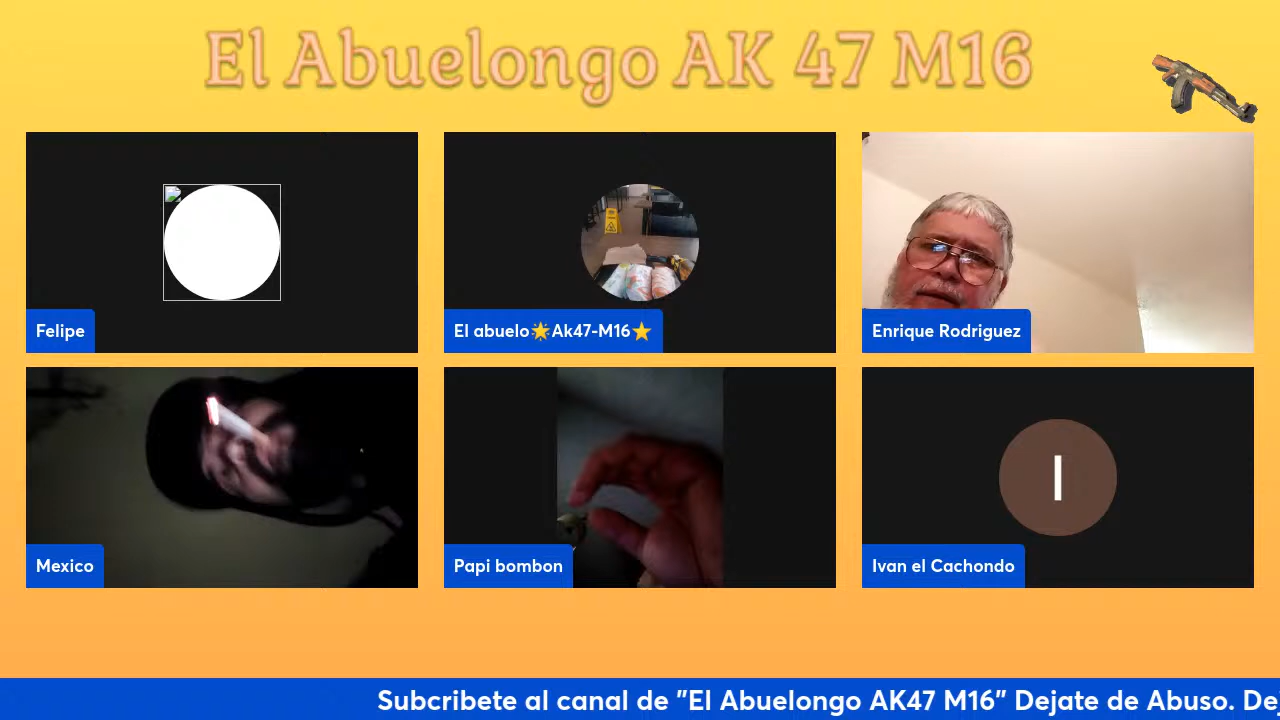 El Abuelongo AK 47 M16
Felipe
El abuelo🌟Ak47-M16⭐
Enrique Rodriguez
Mexico
Papi bombon
I
Ivan el Cachondo
Subcribete al canal de "El Abuelongo AK47 M16" Dejate de Abuso. De